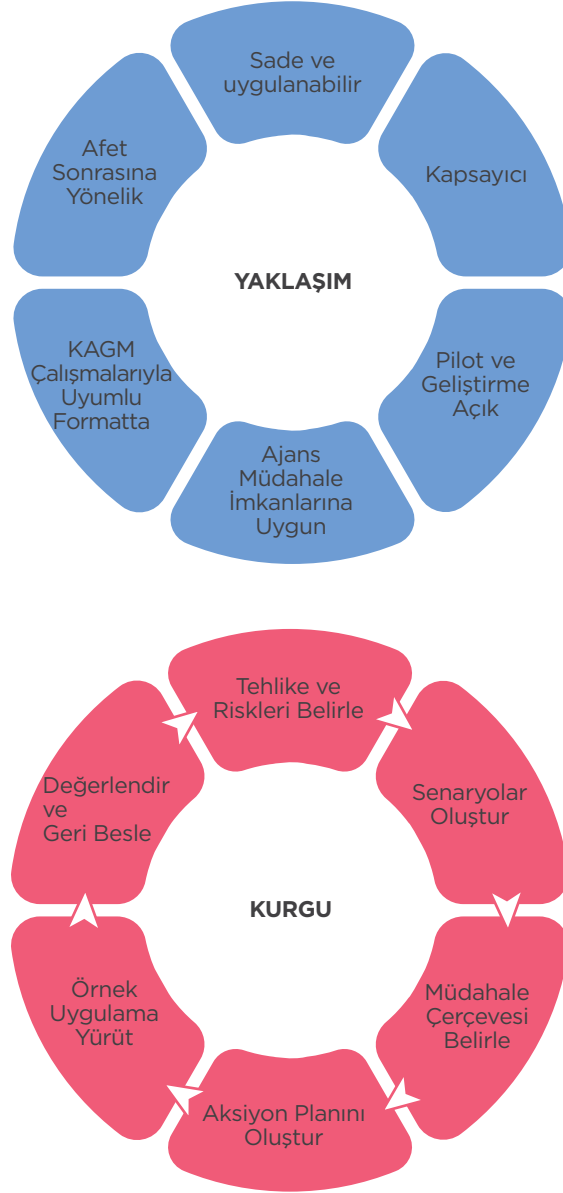 Sade ve
uygulanabilir
Kapsayıcı
Pilot ve
Geliştirme
Açık
Ajans
Müdahale
İmkanlarına
Uygun
KAGM
Çalışmalarıyla
Uyumlu
Formatta
Afet
Sonrasına
Yönelik
YAKLAŞIM
Tehlike ve
Riskleri Belirle
Senaryolar
Oluştur
Müdahale
Çerçevesi
Belirle
Aksiyon Planını
Oluştur
Örnek
Uygulama
Yürüt
Değerlendir
ve
Geri Besle
KURGU